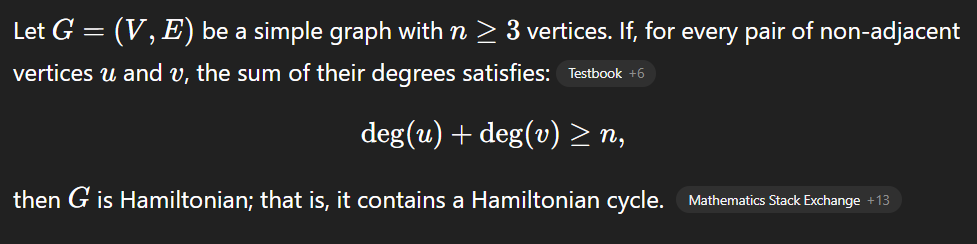 Let G = (V, E) be a simple graph with n ≥ 3 vertices. If, for every pair of non-adjacent
vertices u and v, the sum of their degrees satisfies: Testbook +6
deg(u) + deg(v) ≥ n,
then G is Hamiltonian; that is, it contains a Hamiltonian cycle. Mathematics Stack Exchange +13